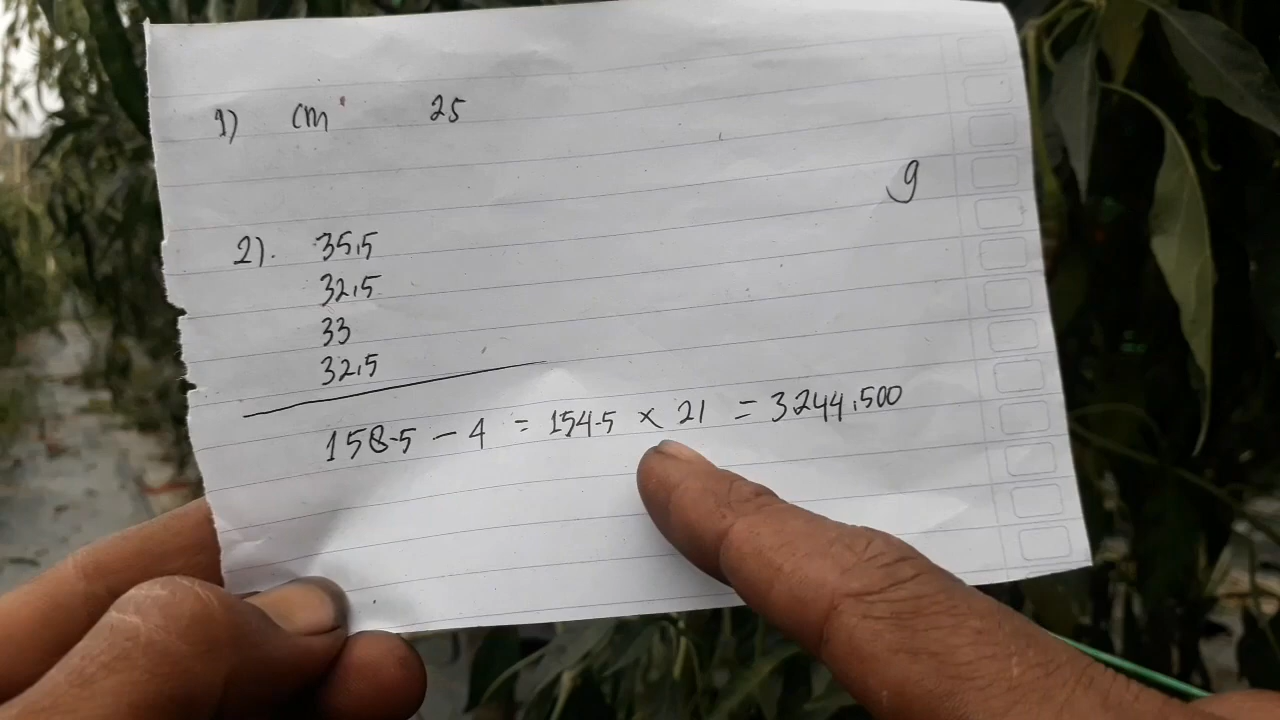 1) cm 25
g
2). 35,5
32,5
33
32,5
158-5 - 4 = 154-5 x 21 = 3244,500